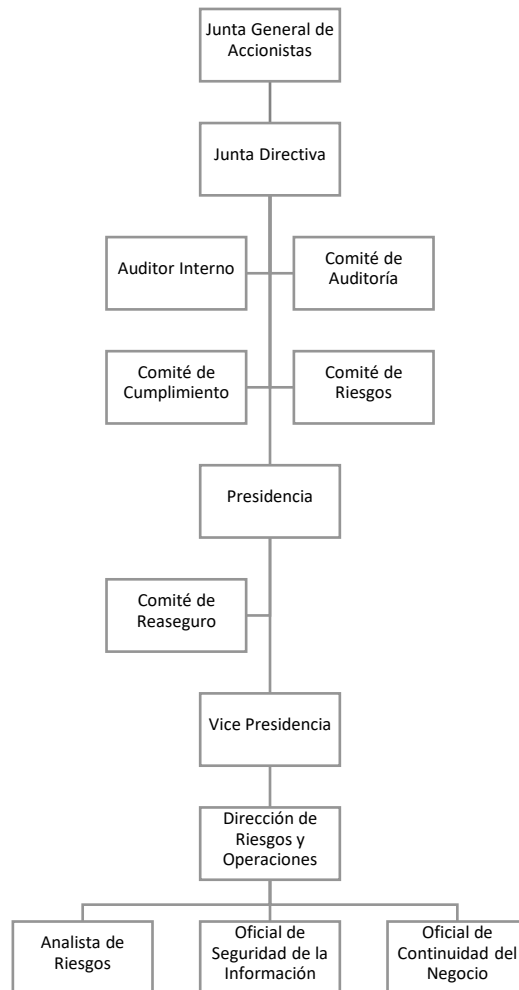 Junta General de
Accionistas
Junta Directiva
Auditor Interno
Comité de
Auditoría
Comité de
Cumplimiento
Comité de
Riesgos
Presidencia
Comité de
Reaseguro
Vice Presidencia
Dirección de
Riesgos y
Operaciones
Analista de
Riesgos
Oficial de
Seguridad de la
Información
Oficial de
Continuidad del
Negocio